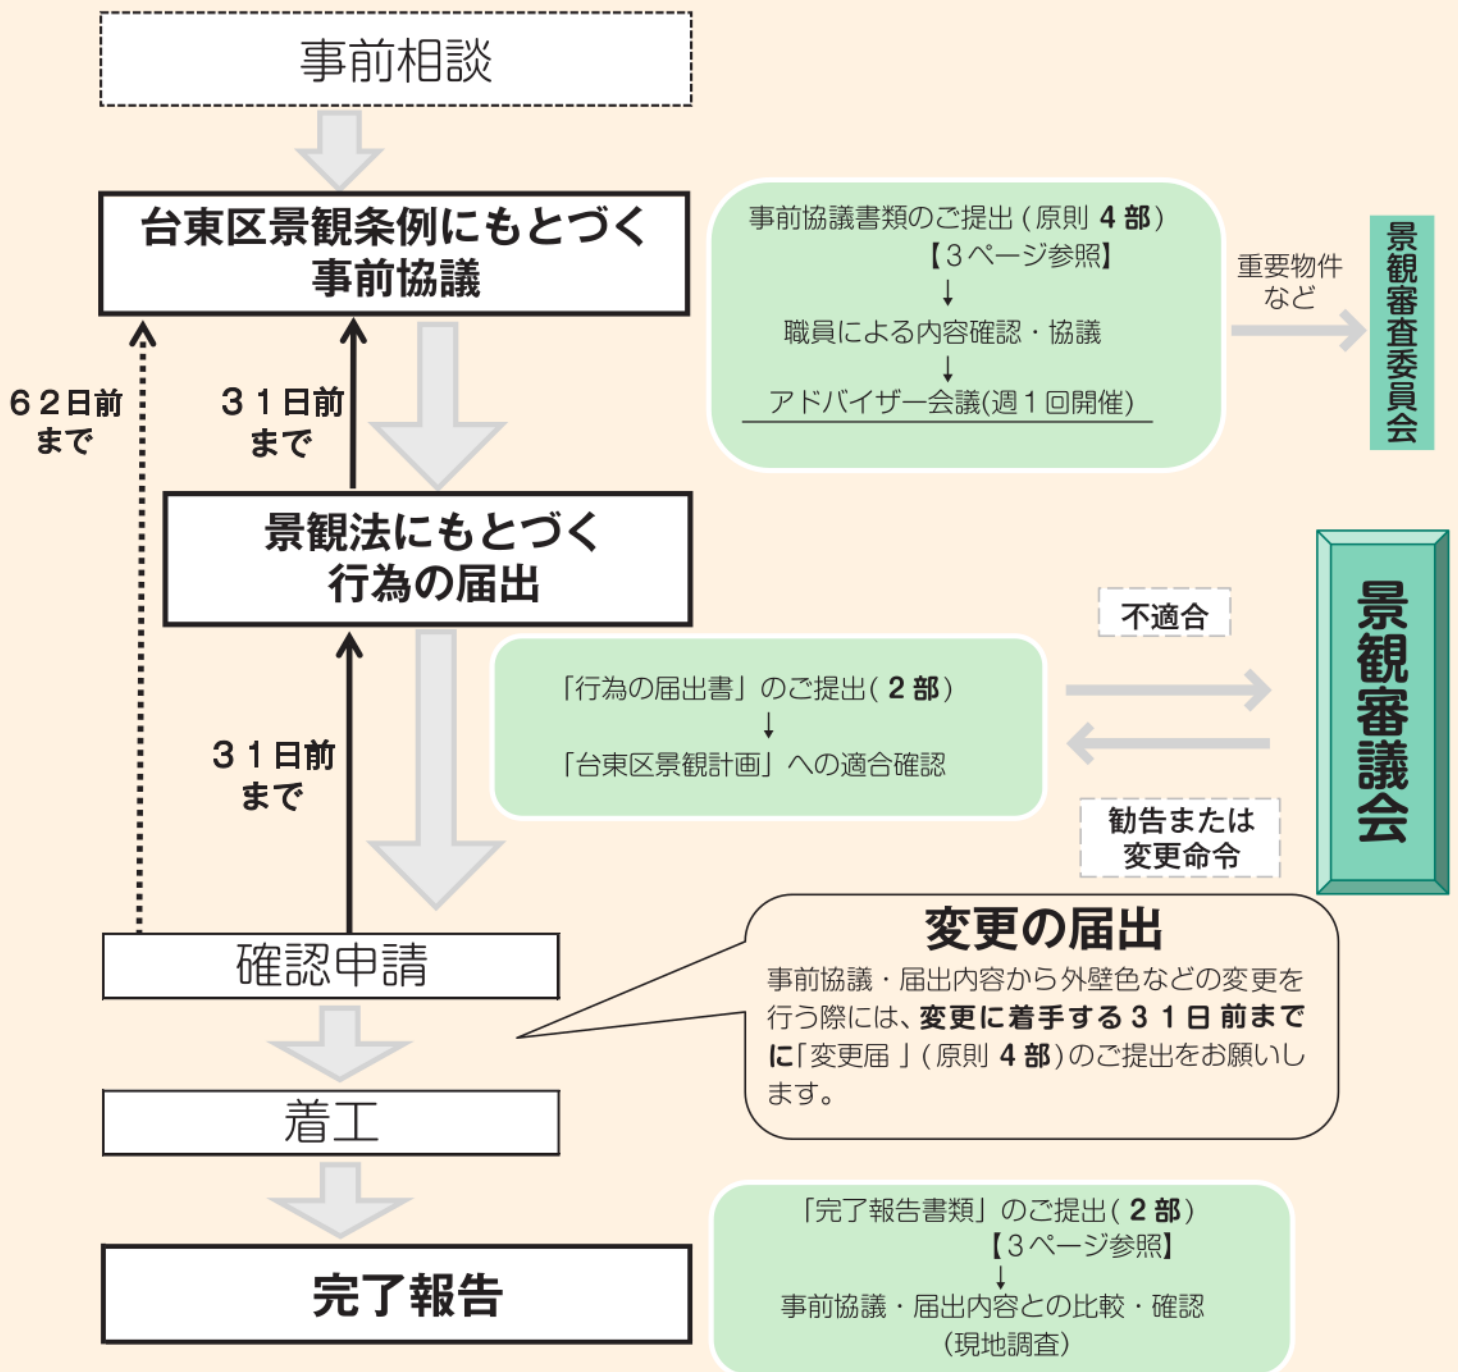 事前相談
台東区景観条例にもとづく
事前協議
事前協議書類のご提出(原則 4 部)
【3ページ参照】
↓
職員による内容確認・協議
↓
アドバイザー会議(週1回開催)
重要物件
など
景観審査委員会
62日前
まで
31日前
まで
景観法にもとづく
行為の届出
「行為の届出書」のご提出( 2 部)
↓
「台東区景観計画」への適合確認
不適合
勧告または
変更命令
景観審議会
31日前
まで
確認申請
変更の届出
事前協議・届出内容から外壁色などの変更を
行う際には、変更に着手する31日前まで
に「変更届 」(原則 4 部)のご提出をお願いし
ます。
着工
完了報告
「完了報告書類」のご提出( 2 部)
【3ページ参照】
↓
事前協議・届出内容との比較・確認
(現地調査)